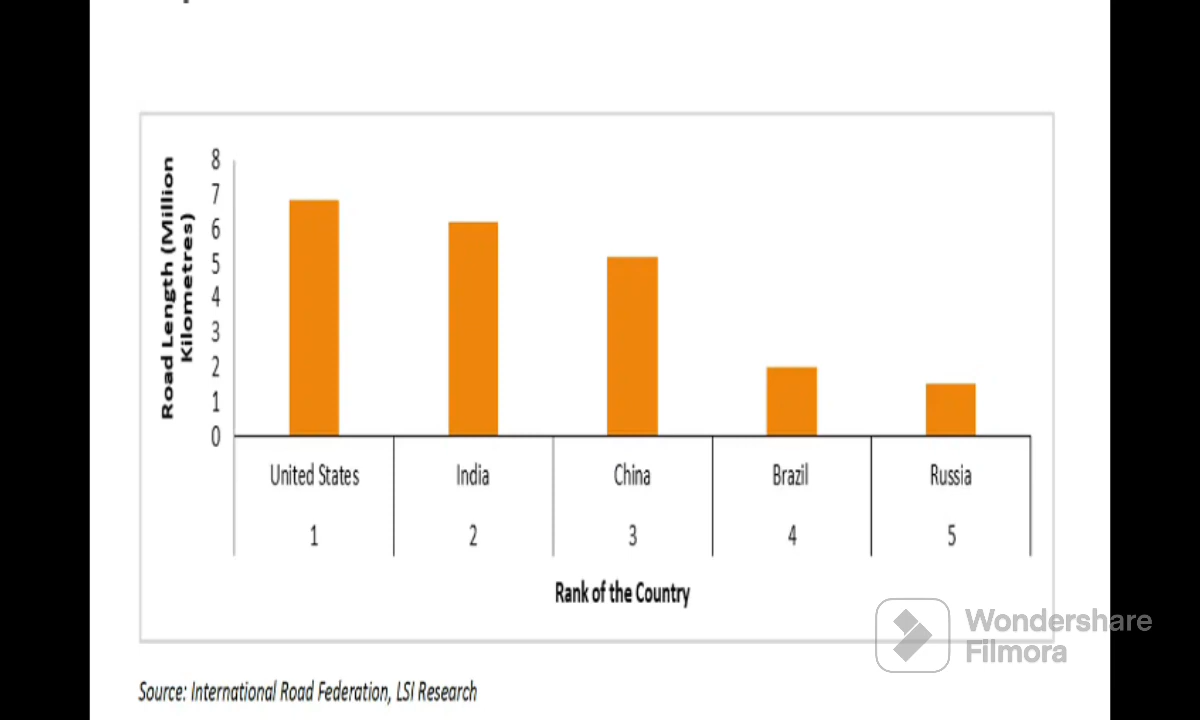 8
7
6
5
4
3
2
1
0
Road Length (Million
Kilometres)
United States India China Brazil Russia
1 2 3 4 5
Rank of the Country
Wondershare
Filmora
Source: International Road Federation, LSI Research